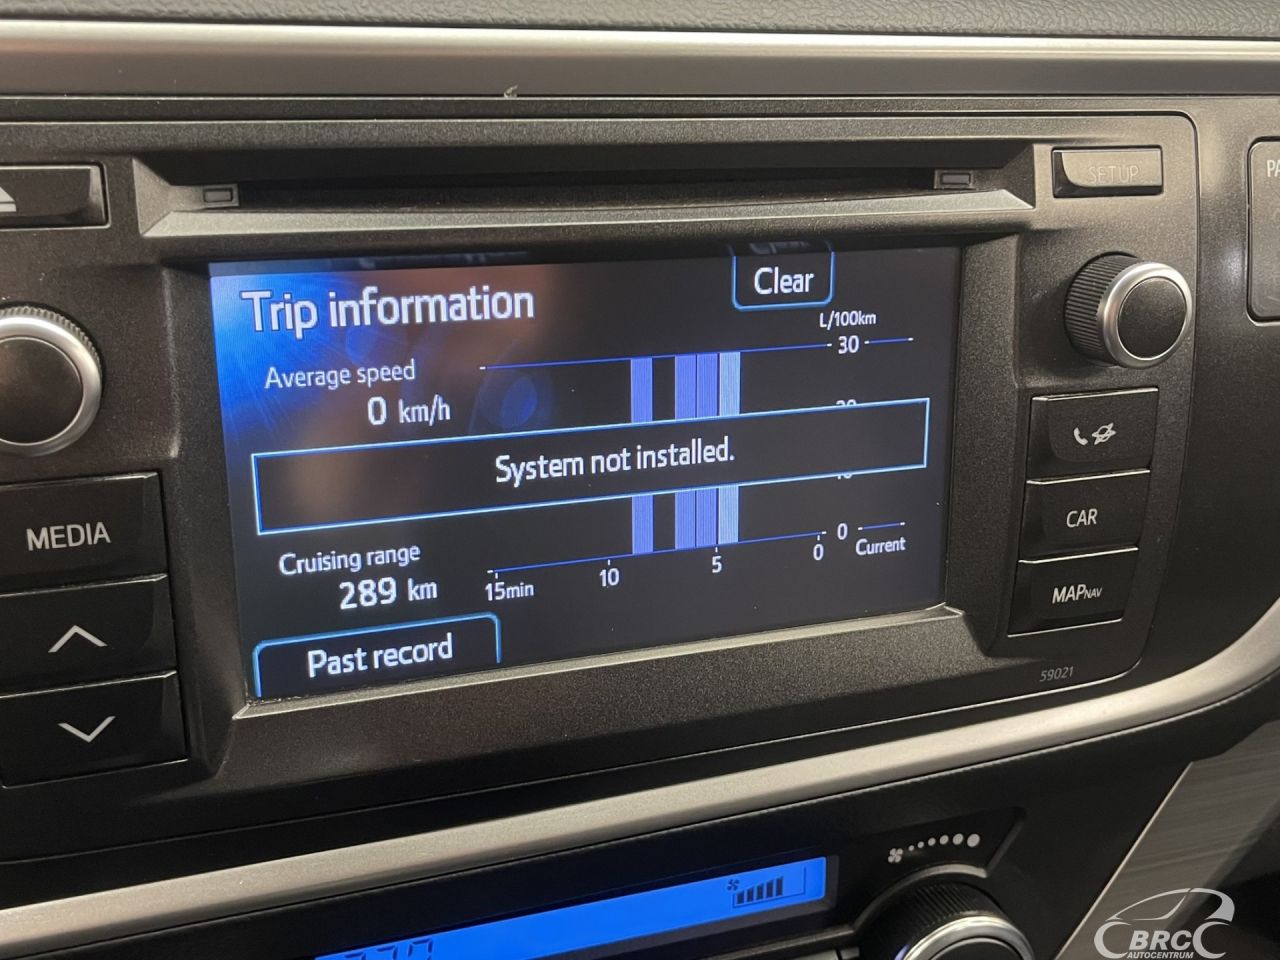 SETUP
PA
Trip information
Clear
L/100km
30
Average speed
0 km/h
System not installed.
Cruising range
289 km
0
15min
10
5
0
Current
Past record
MEDIA
CAR
MAPNAV
59021
BRC
AUTOCENTRUM